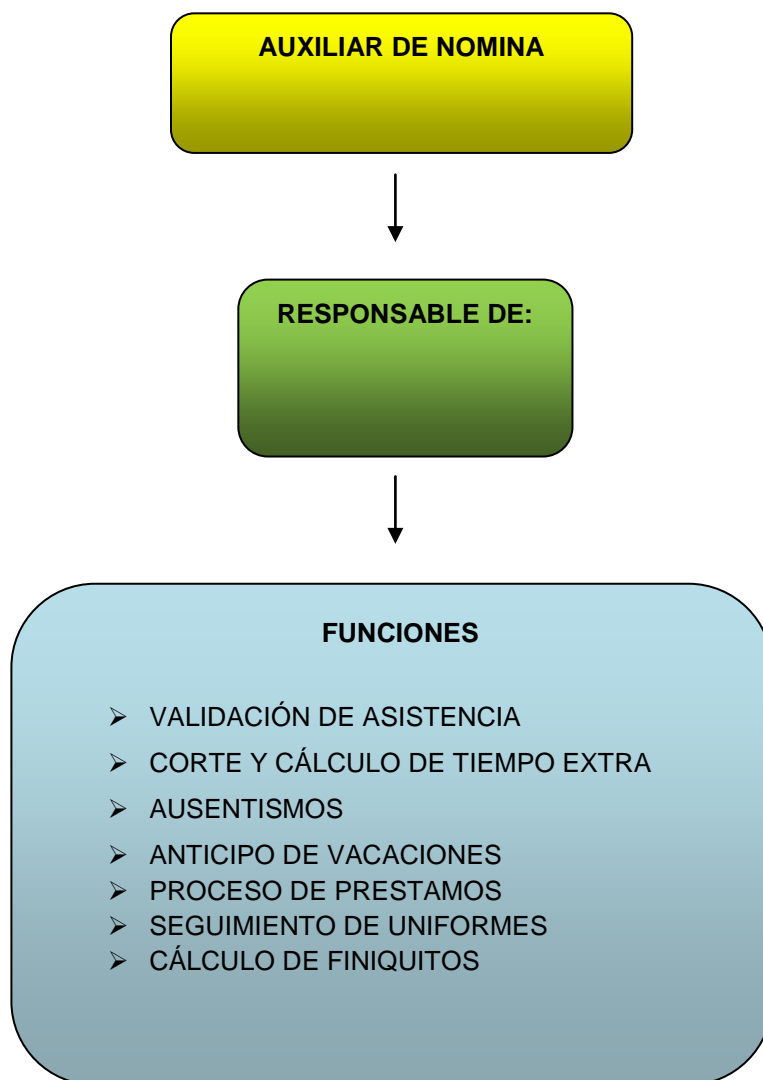 AUXILIAR DE NOMINA
RESPONSABLE DE:
FUNCIONES
➢ VALIDACIÓN DE ASISTENCIA
➢ CORTE Y CÁLCULO DE TIEMPO EXTRA
➢ AUSENTISMOS
➢ ANTICIPO DE VACACIONES
➢ PROCESO DE PRESTAMOS
➢ SEGUIMIENTO DE UNIFORMES
➢ CÁLCULO DE FINIQUITOS